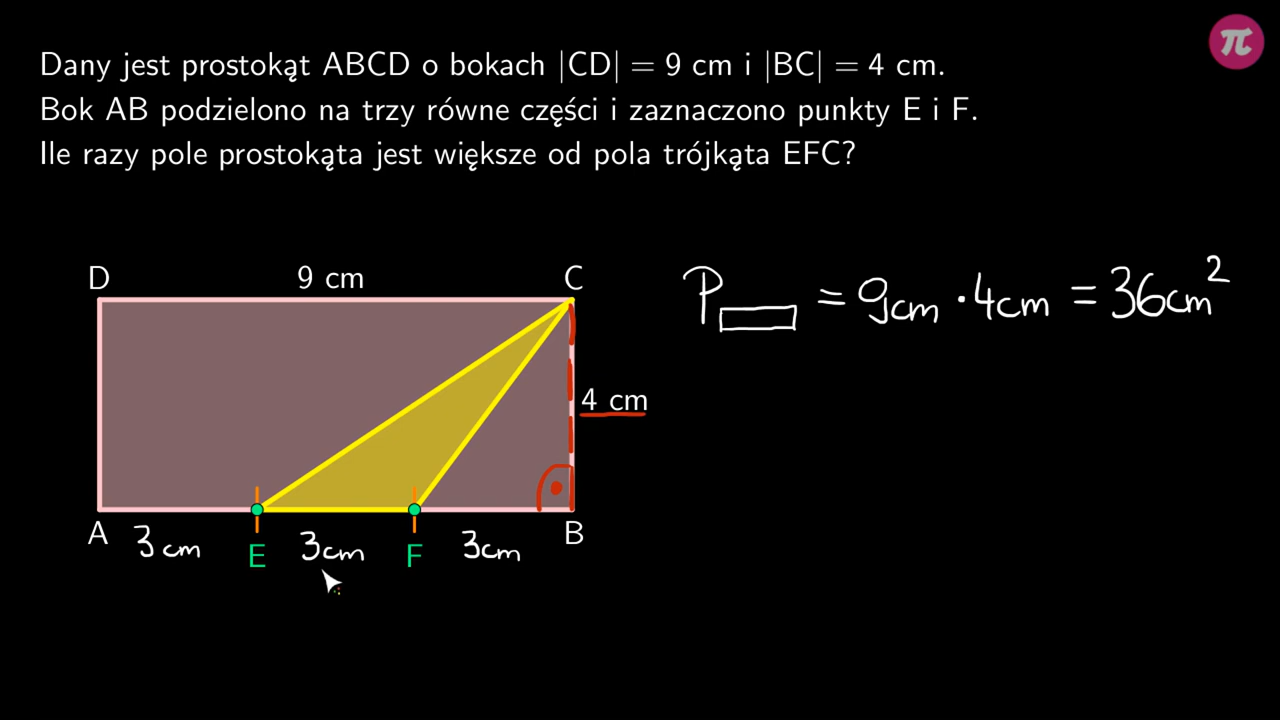 π
Dany jest prostokąt ABCD o bokach |CD| = 9 cm i |BC| = 4 cm.
Bok AB podzielono na trzy równe części i zaznaczono punkty E i F.
Ile razy pole prostokąta jest większe od pola trójkąta EFC?
D 9 cm C
P▭ = 9cm · 4cm = 36cm²
4 cm
A 3 cm E 3cm F 3cm B